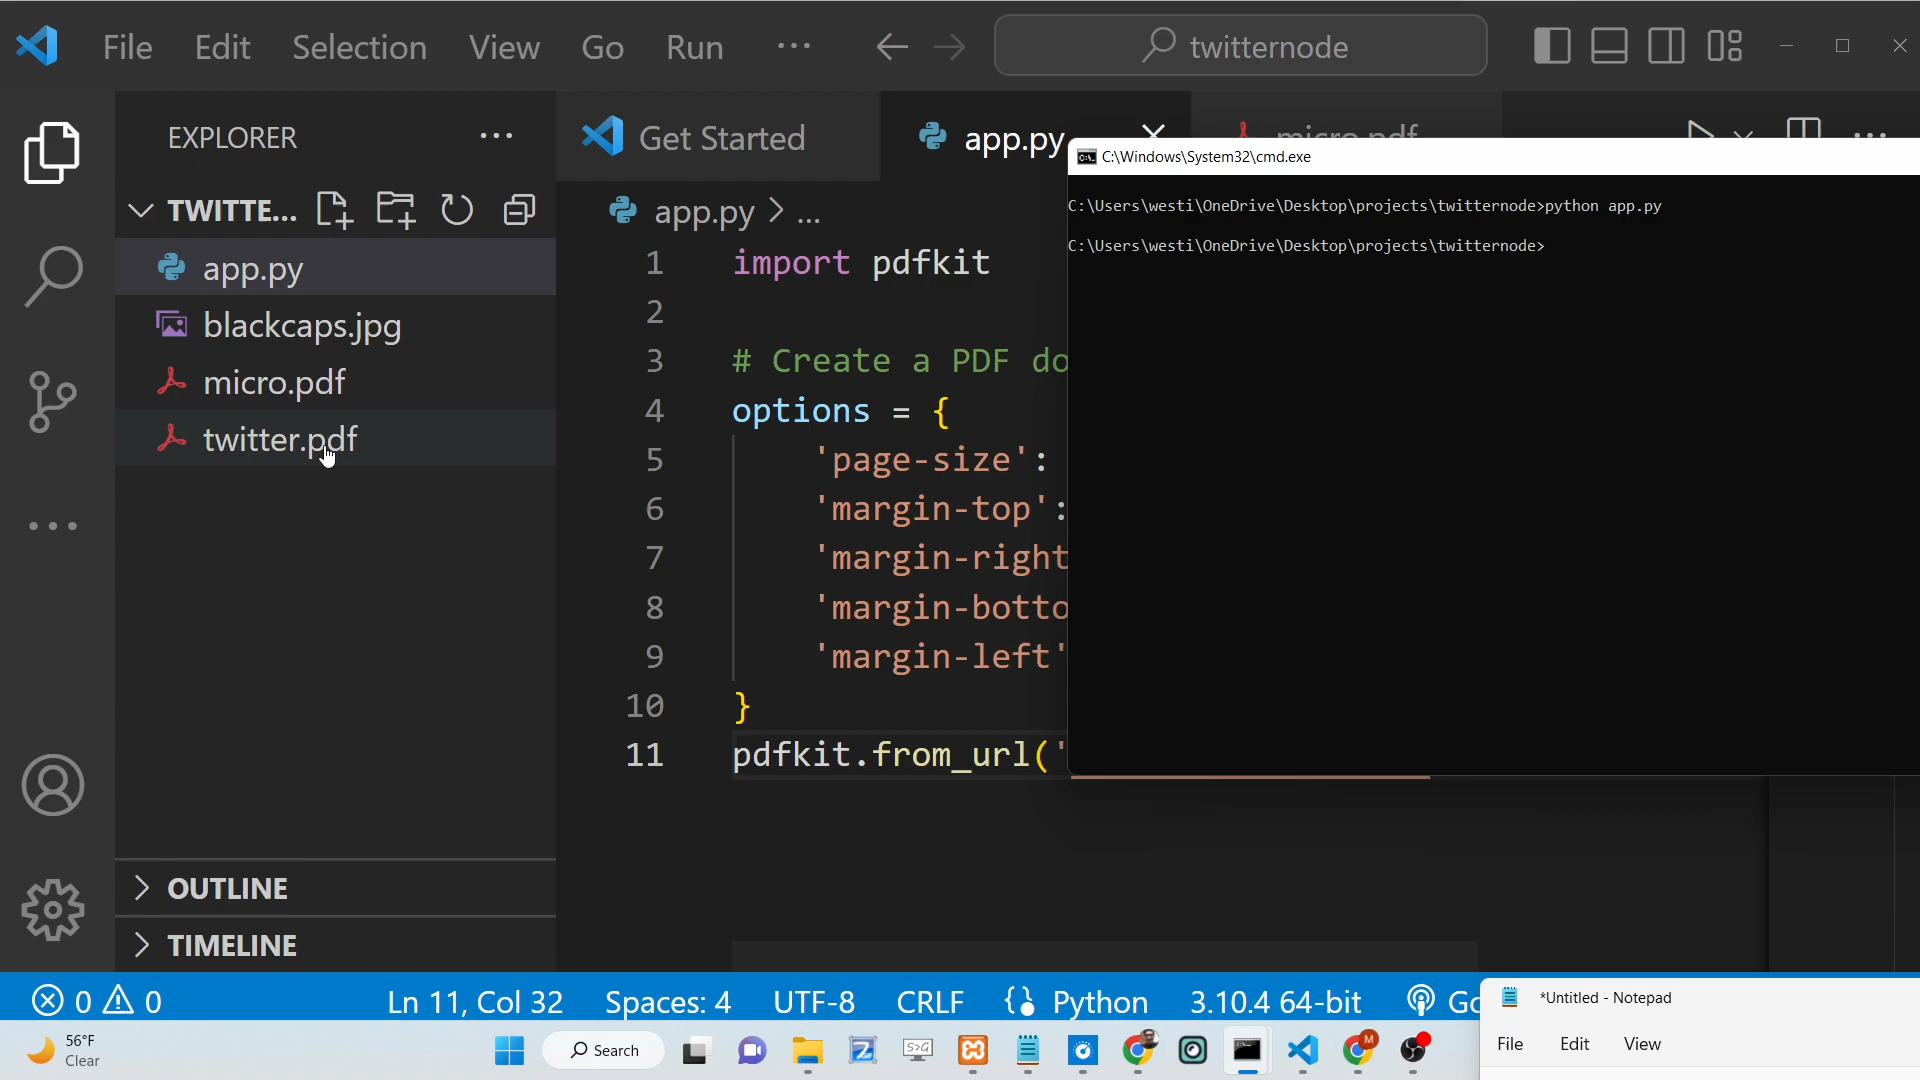 File Edit Selection View Go Run ... twitternode
EXPLORER ...
Get Started
app.py
micro.pdf
TWITTE...
app.py > ...
C:\Windows\System32\cmd.exe
C:\Users\westi\OneDrive\Desktop\projects\twitternode>python app.py
C:\Users\westi\OneDrive\Desktop\projects\twitternode>
app.py
blackcaps.jpg
micro.pdf
twitter.pdf
1 import pdfkit
2
3 # Create a PDF do
4 options = {
5 'page-size':
6 'margin-top':
7 'margin-right
8 'margin-botto
9 'margin-left'
10 }
11 pdfkit.from_url('
OUTLINE
TIMELINE
0 0 Ln 11, Col 32 Spaces: 4 UTF-8 CRLF {} Python 3.10.4 64-bit Go
*Untitled - Notepad
File Edit View
56°F
Clear
Search